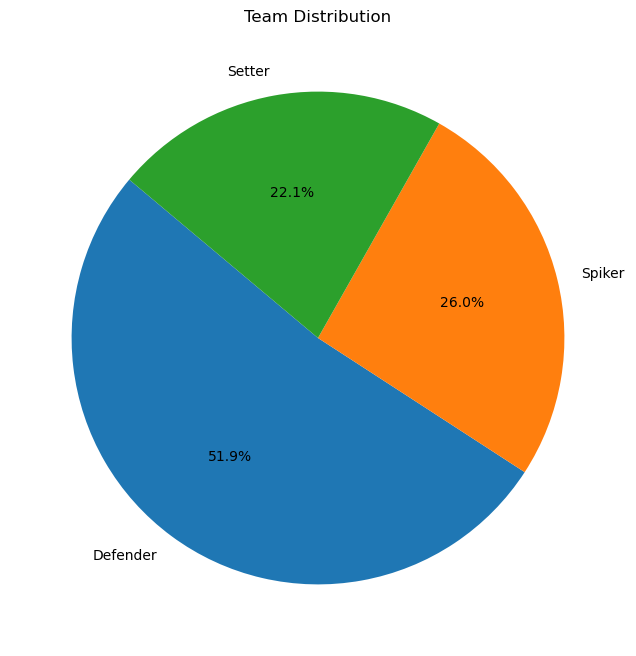 Team Distribution
Setter
22.1%
Spiker
26.0%
51.9%
Defender